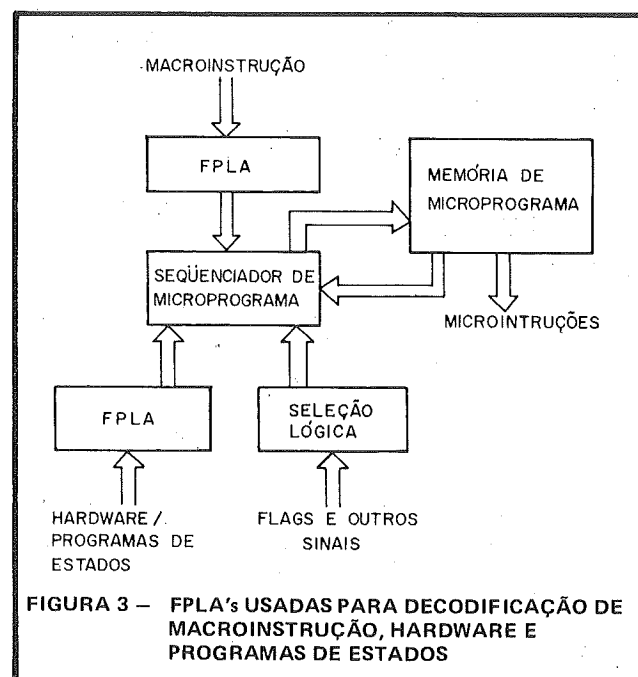 MACROINSTRUÇÃO
FPLA
MEMÓRIA DE
MICROPROGRAMA
SEQÜENCIADOR DE
MICROPROGRAMA
MICROINTRUÇÕES
FPLA
SELEÇÃO
LÓGICA
HARDWARE/
PROGRAMAS DE
ESTADOS
FLAGS E OUTROS
SINAIS
FIGURA 3 — FPLA's USADAS PARA DECODIFICAÇÃO DE
MACROINSTRUÇÃO, HARDWARE E
PROGRAMAS DE ESTADOS